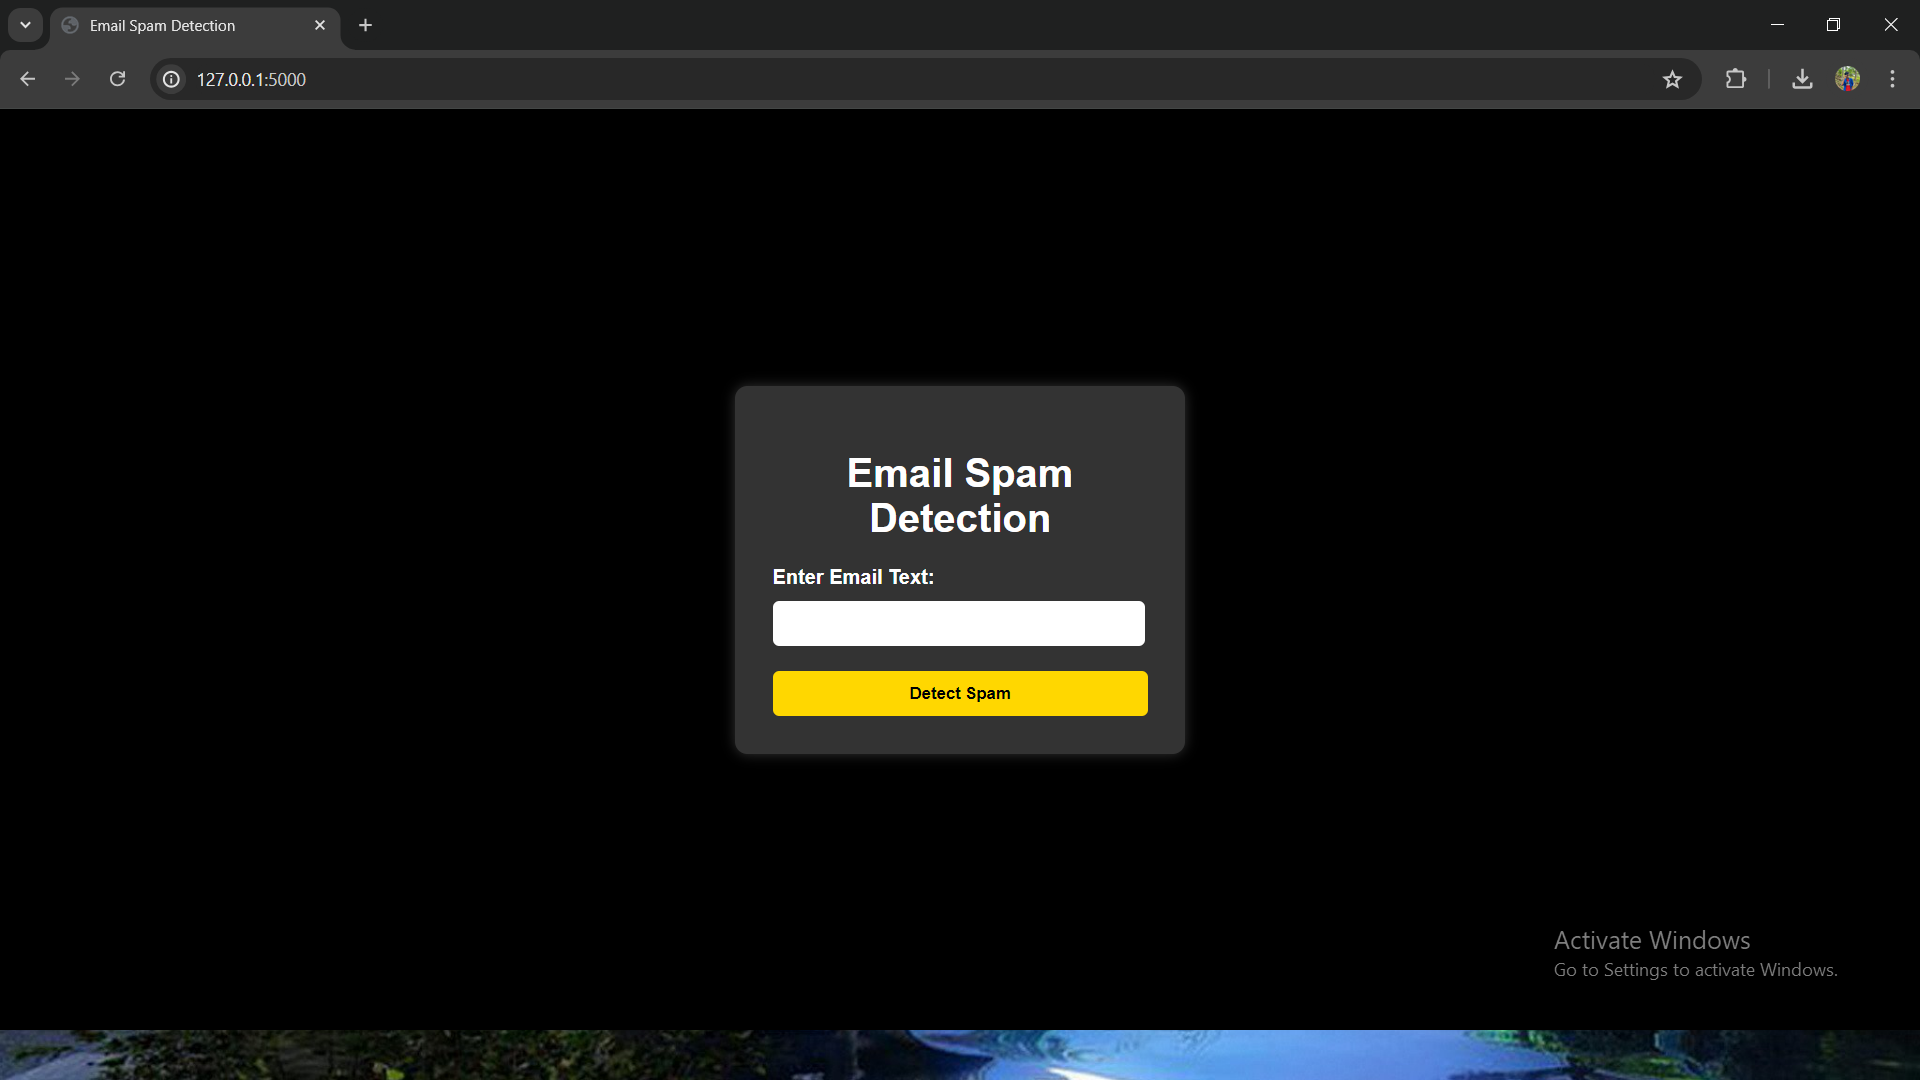 Email Spam Detection
127.0.0.1:5000
Email Spam
Detection
Enter Email Text:
Detect Spam
Activate Windows
Go to Settings to activate Windows.